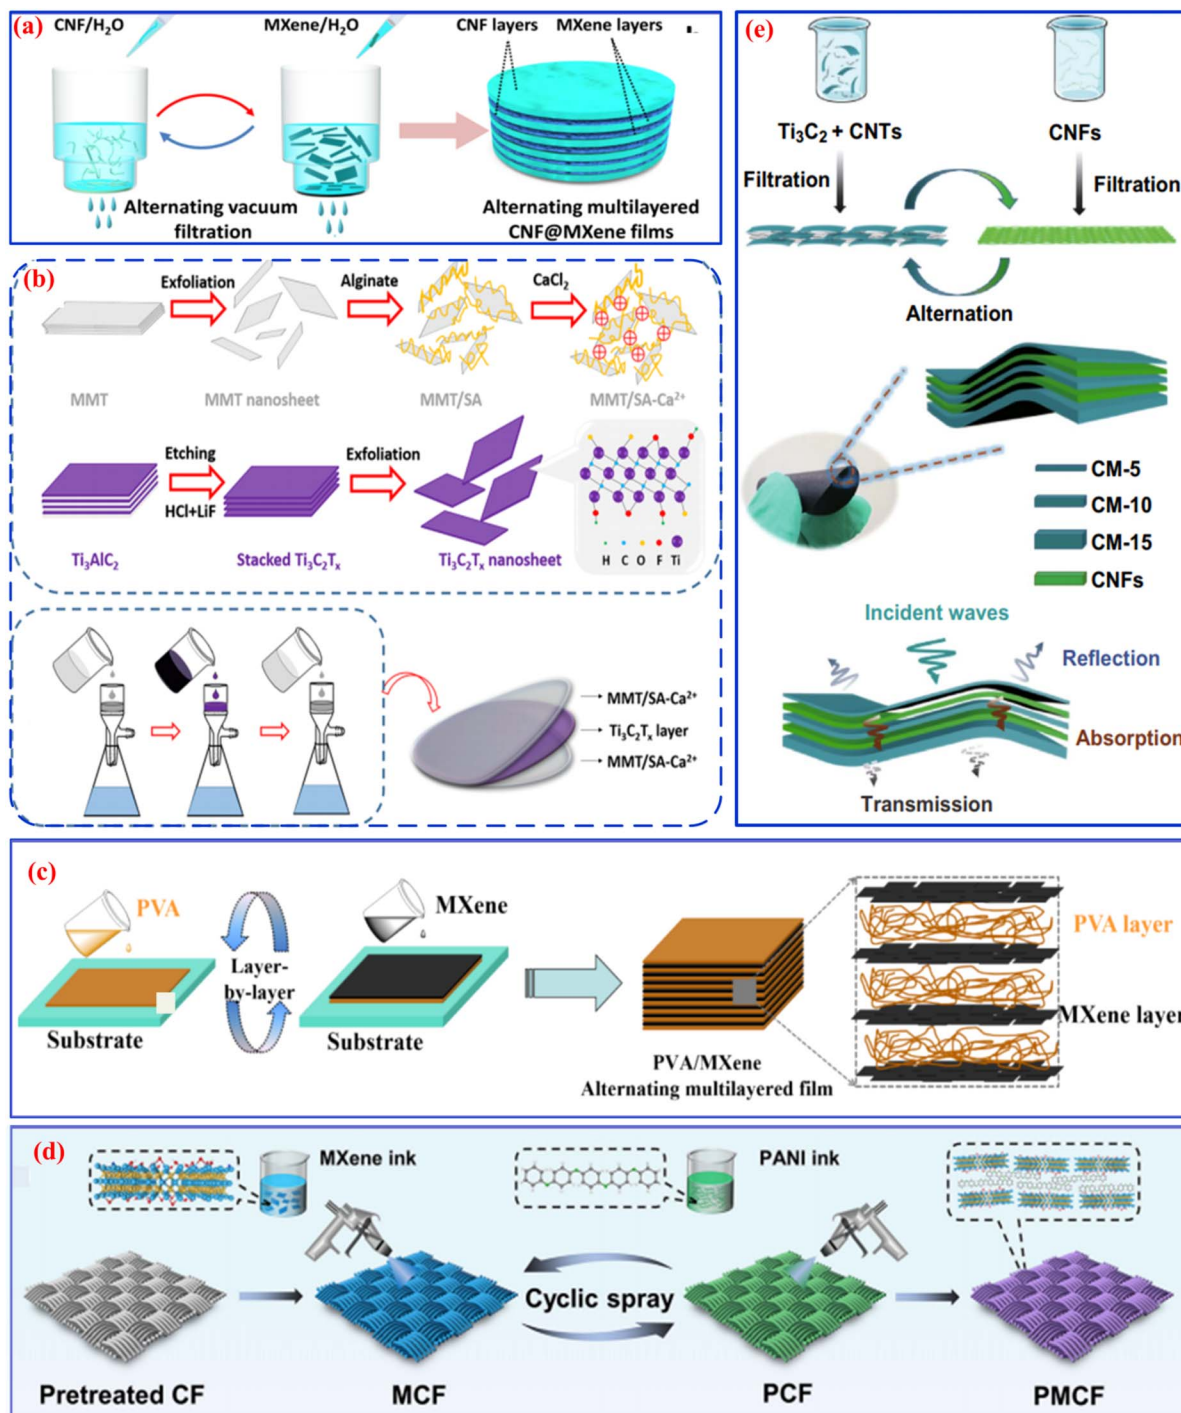 (a)
CNF/H₂O
MXene/H₂O
CNF layers
MXene layers
Alternating vacuum
filtration
Alternating multilayered
CNF@MXene films
(b)
Exfoliation
Alginate
CaCl₂
MMT
MMT nanosheet
MMT/SA
MMT/SA-Ca²⁺
Etching
HCl+LiF
Exfoliation
H C O F Ti
Ti₃AlC₂
Stacked Ti₃C₂Tₓ
Ti₃C₂Tₓ nanosheet
MMT/SA-Ca²⁺
Ti₃C₂Tₓ layer
MMT/SA-Ca²⁺
(e)
Ti₃C₂ + CNTs
CNFs
Filtration
Filtration
Alternation
CM-5
CM-10
CM-15
CNFs
Incident waves
Reflection
Absorption
Transmission
(c)
PVA
MXene
Layer-
by-layer
Substrate
Substrate
PVA/MXene
Alternating multilayered film
PVA layer
MXene layer
(d)
MXene ink
PANI ink
Cyclic spray
Pretreated CF
MCF
PCF
PMCF